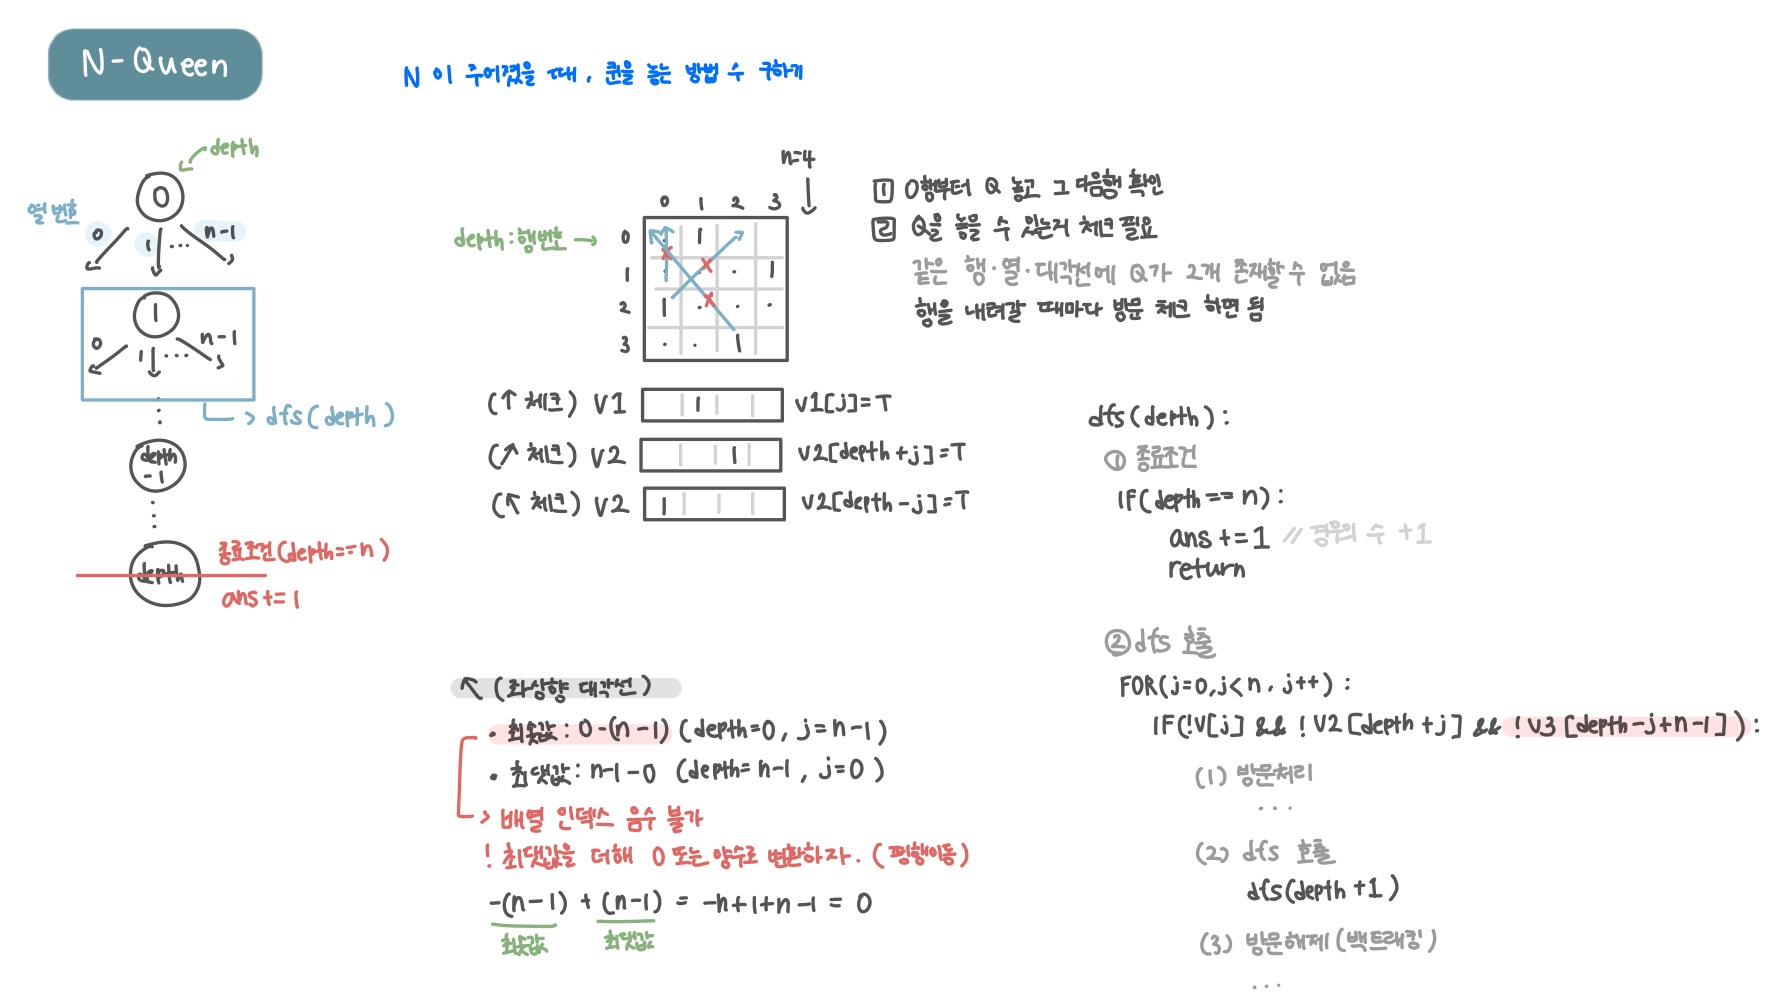 N-Queen
N이 주어졌을 때, 퀸을 놓는 방법 수 구하기
depth
0
열 번호
0
1
...
n-1
1
0
1
...
n-1
dfs(depth)
depth
-1
depth
종료조건(depth==n)
ans+=1
n=4
0 1 2 3
depth:행번호
0 1
1 · · 1
2 1 · · ·
3 · · 1
(↑ 체크) V1 1 V1[j]=T
(↗ 체크) V2 1 V2[depth+j]=T
(↖ 체크) V2 1 V2[depth-j]=T
1 0행부터 Q 놓고 그 다음행 확인
2 Q을 놓을 수 있는지 체크 필요
같은 행·열·대각선에 Q가 2개 존재할 수 없음
행을 내려갈 때마다 방문 체크 하면 됨
↖ (좌상향 대각선)
• 최솟값: 0-(n-1) (depth=0, j=n-1)
• 최댓값: n-1-0 (depth=n-1, j=0)
> 배열 인덱스 음수 불가
! 최댓값을 더해 0 또는 양수로 변환하자. (평행이동)
-(n-1) + (n-1) = -n+1+n-1 = 0
최솟값 최댓값
dfs(depth):
① 종료조건
IF(depth==n):
ans+=1 // 경우의 수 +1
return
② dfs 호출
FOR(j=0,j<n, j++):
IF(!V[j] && !V2[depth+j] && !V3[depth-j+n-1]):
(1) 방문처리
...
(2) dfs 호출
dfs(depth+1)
(3) 방문해제(백트래킹)
...